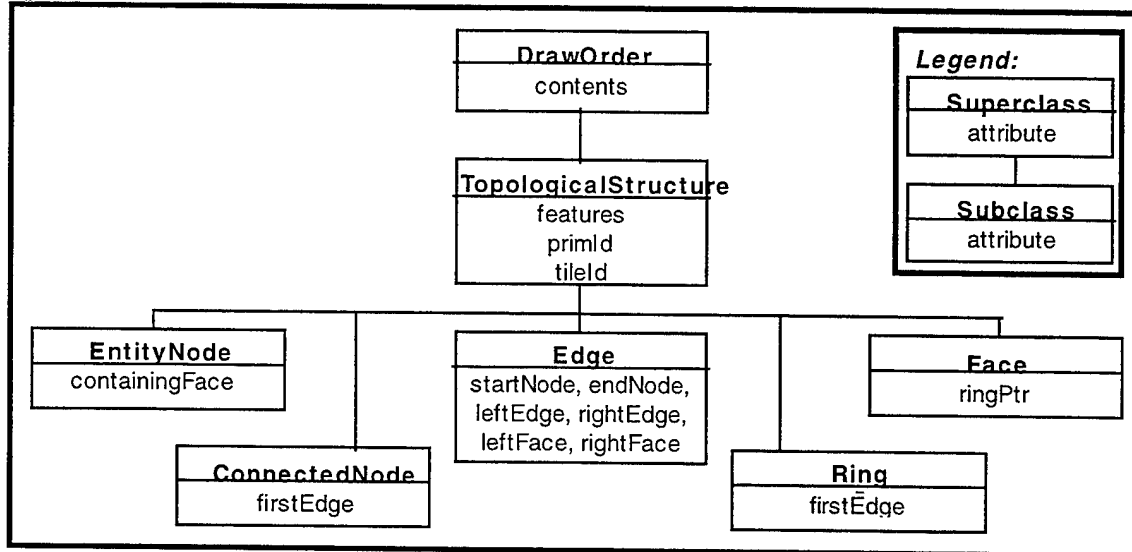 DrawOrder
contents
Legend:
Superclass
attribute
Subclass
attribute
TopologicalStructure
features
primId
tileId
EntityNode
containingFace
Edge
startNode, endNode,
leftEdge, rightEdge,
leftFace, rightFace
Face
ringPtr
ConnectedNode
firstEdge
Ring
firstEdge